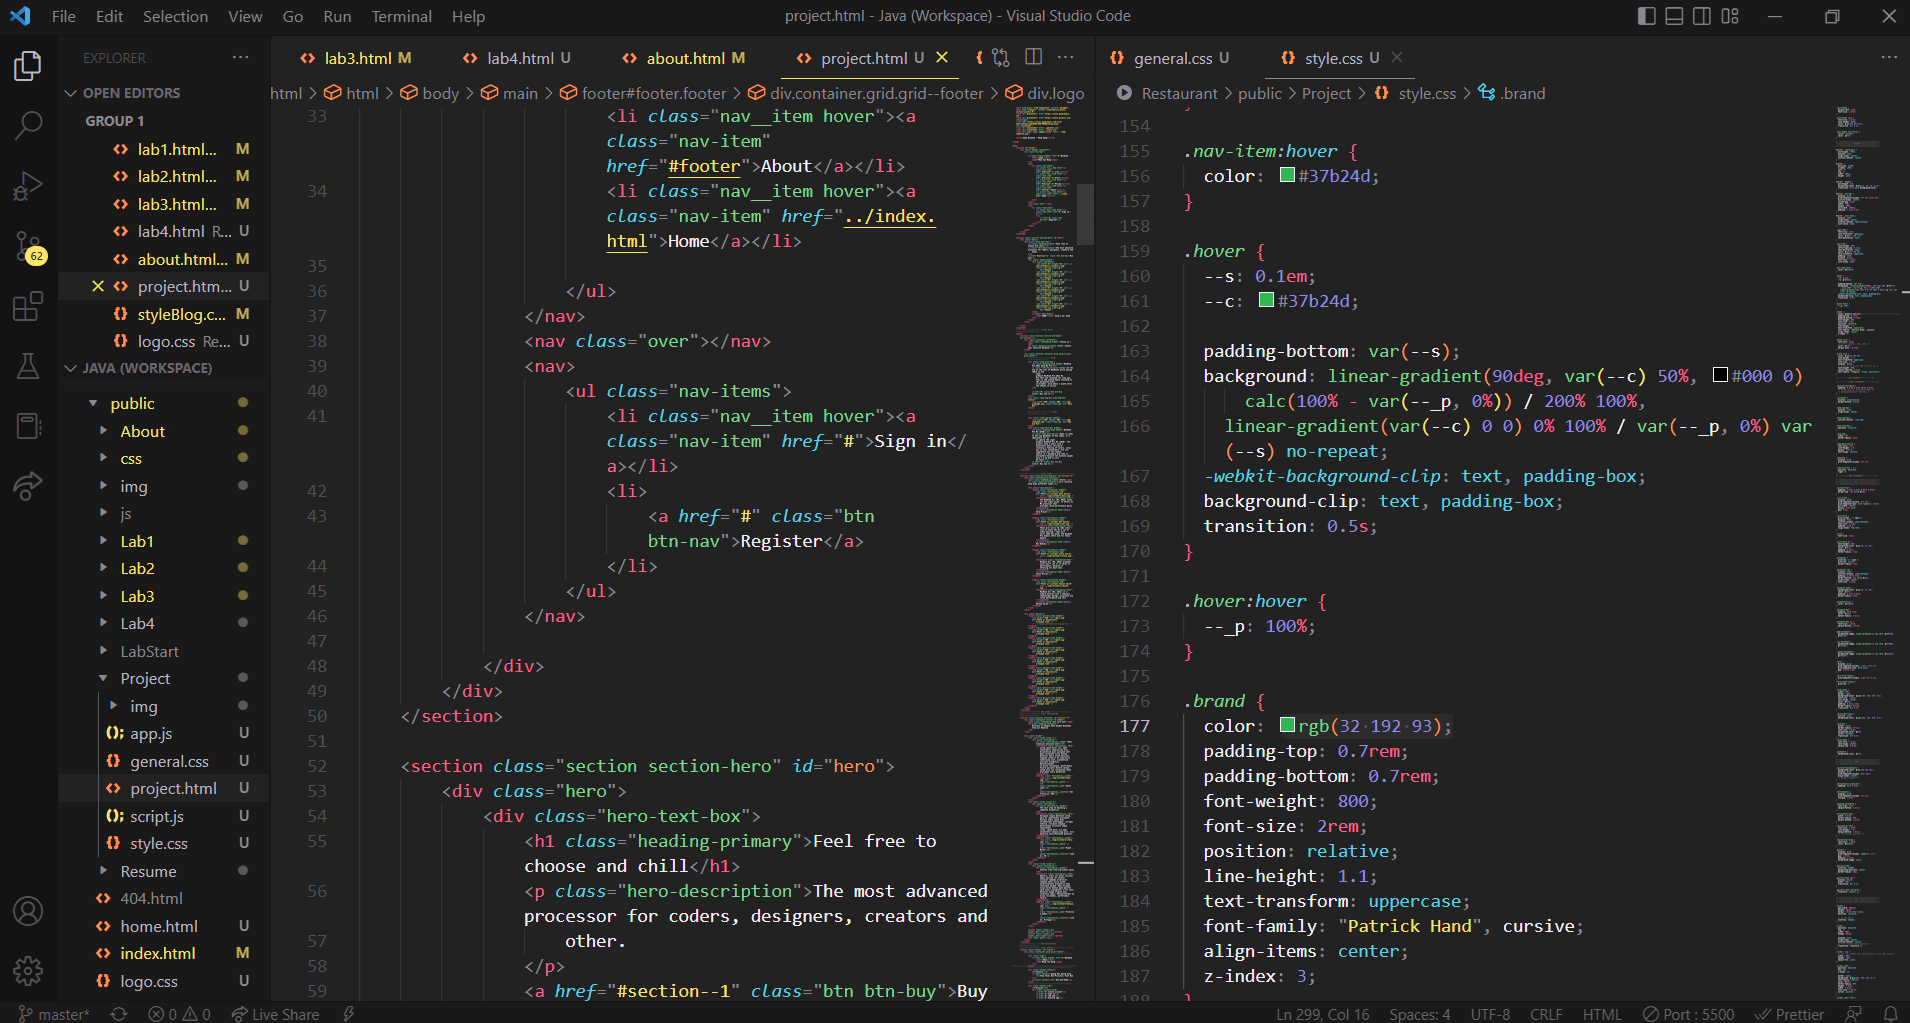 File Edit Selection View Go Run Terminal Help
project.html - Java (Workspace) - Visual Studio Code
EXPLORER ···
OPEN EDITORS
GROUP 1
lab1.html... M
lab2.html... M
lab3.html... M
lab4.html R... U
about.html... M
project.htm... U
styleBlog.c... M
logo.css Re... U
JAVA (WORKSPACE)
public
About
css
img
js
Lab1
Lab2
Lab3
Lab4
LabStart
Project
img
app.js U
general.css U
project.html U
script.js U
style.css U
Resume
404.html
home.html U
index.html M
logo.css U
62
lab3.html M lab4.html U about.html M project.html U
html > html > body > main > footer#footer.footer > div.container.grid.grid--footer > div.logo
33 <li class="nav__item hover"><a
class="nav-item"
href="#footer">About</a></li>
34 <li class="nav__item hover"><a
class="nav-item" href="../index.
html">Home</a></li>
35
36 </ul>
37 </nav>
38 <nav class="over"></nav>
39 <nav>
40 <ul class="nav-items">
41 <li class="nav__item hover"><a
class="nav-item" href="#">Sign in</
a></li>
42 <li>
43 <a href="#" class="btn
btn-nav">Register</a>
44 </li>
45 </ul>
46 </nav>
47
48 </div>
49 </div>
50 </section>
51
52 <section class="section section-hero" id="hero">
53 <div class="hero">
54 <div class="hero-text-box">
55 <h1 class="heading-primary">Feel free to
choose and chill</h1>
56 <p class="hero-description">The most advanced
processor for coders, designers, creators and
57 other.
58 </p>
59 <a href="#section--1" class="btn btn-buy">Buy
general.css U style.css U
Restaurant > public > Project > style.css > .brand
154
155 .nav-item:hover {
156 color: #37b24d;
157 }
158
159 .hover {
160 --s: 0.1em;
161 --c: #37b24d;
162
163 padding-bottom: var(--s);
164 background: linear-gradient(90deg, var(--c) 50%, #000 0)
165 calc(100% - var(--_p, 0%)) / 200% 100%,
166 linear-gradient(var(--c) 0 0) 0% 100% / var(--_p, 0%) var
(--s) no-repeat;
167 -webkit-background-clip: text, padding-box;
168 background-clip: text, padding-box;
169 transition: 0.5s;
170 }
171
172 .hover:hover {
173 --_p: 100%;
174 }
175
176 .brand {
177 color: rgb(32·192·93);
178 padding-top: 0.7rem;
179 padding-bottom: 0.7rem;
180 font-weight: 800;
181 font-size: 2rem;
182 position: relative;
183 line-height: 1.1;
184 text-transform: uppercase;
185 font-family: "Patrick Hand", cursive;
186 align-items: center;
187 z-index: 3;
188 }
master* 0 0 Live Share
Ln 299, Col 16 Spaces: 4 UTF-8 CRLF HTML Port : 5500 Prettier